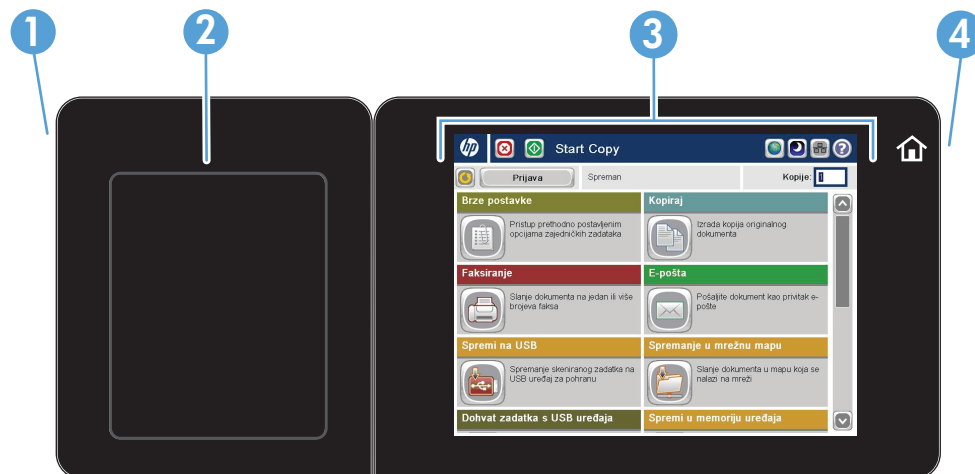 1
2
3
4
hp
Start Copy
Prijava
Spreman
Kopije:
1
Brze postavke
Kopiraj
Pristup prethodno postavljenim
opcijama zajedničkih zadataka
Izrada kopija originalnog
dokumenta
Faksiranje
E-pošta
Slanje dokumenta na jedan ili više
brojeva faksa
Pošaljite dokument kao privitak e-
pošte
Spremi na USB
Spremanje u mrežnu mapu
Spremanje skeniranog zadatka na
USB uređaj za pohranu
Slanje dokumenta u mapu koja se
nalazi na mreži
Dohvat zadatka s USB uređaja
Spremi u memoriju uređaja